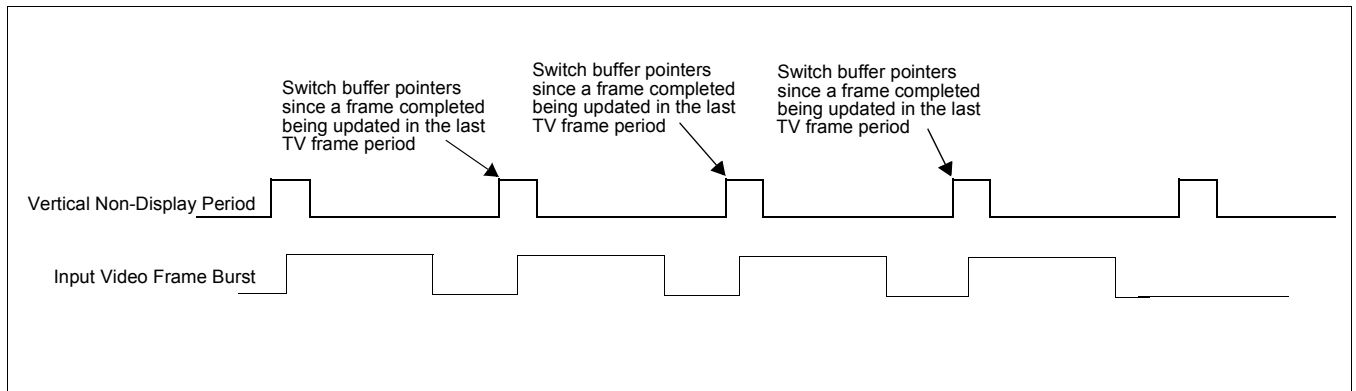 Switch buffer pointers
since a frame completed
being updated in the last
TV frame period
Switch buffer pointers
since a frame completed
being updated in the last
TV frame period
Switch buffer pointers
since a frame completed
being updated in the last
TV frame period
Vertical Non-Display Period
Input Video Frame Burst